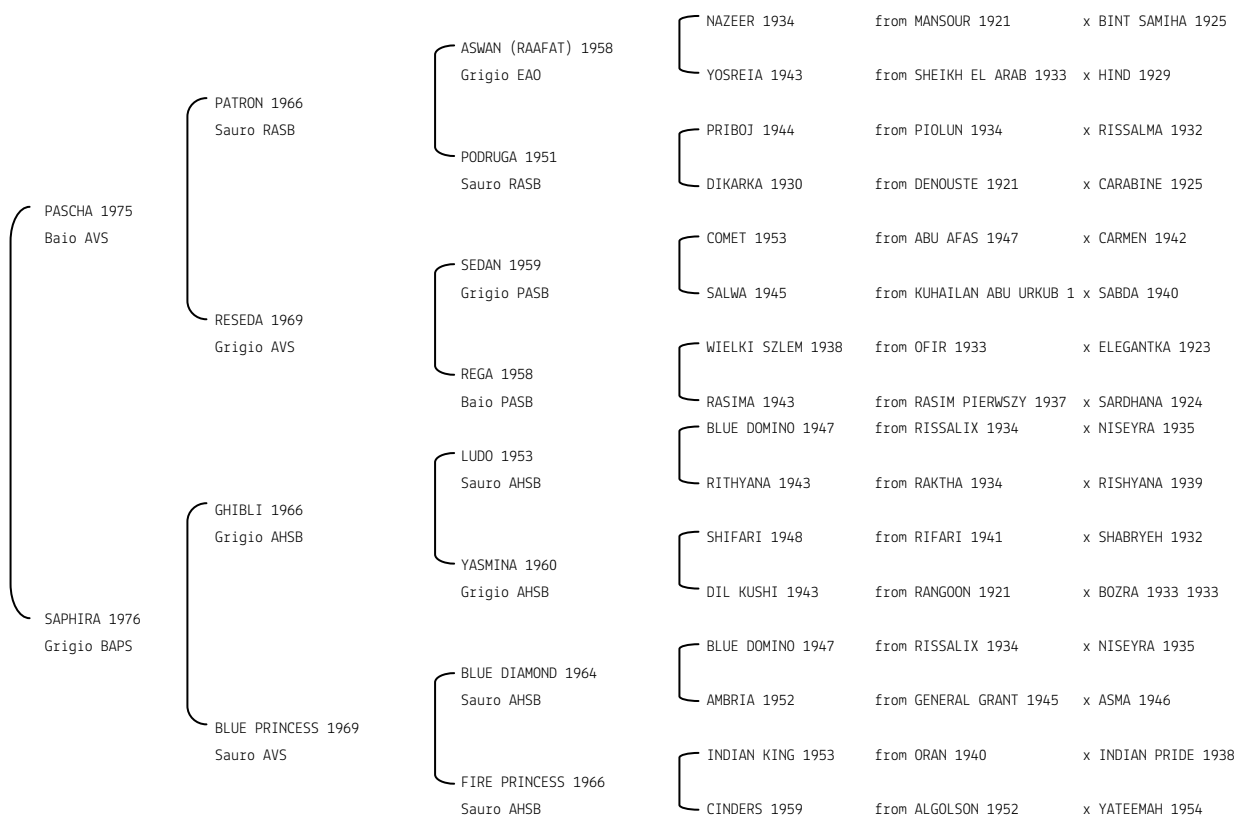 NAZEER 1934 from MANSOUR 1921 x BINT SAMIHA 1925
ASWAN (RAAFAT) 1958
Grigio EAO
YOSREIA 1943 from SHEIKH EL ARAB 1933 x HIND 1929
PATRON 1966
Sauro RASB
PRIBOJ 1944 from PIOLUN 1934 x RISSALMA 1932
PODRUGA 1951
Sauro RASB
DIKARKA 1930 from DENOUSTE 1921 x CARABINE 1925
PASCHA 1975
Baio AVS
COMET 1953 from ABU AFAS 1947 x CARMEN 1942
SEDAN 1959
Grigio PASB
SALWA 1945 from KUHAILAN ABU URKUB 1 x SABDA 1940
RESEDA 1969
Grigio AVS
WIELKI SZLEM 1938 from OFIR 1933 x ELEGANTKA 1923
REGA 1958
Baio PASB
RASIMA 1943 from RASIM PIERWSZY 1937 x SARDHANA 1924
BLUE DOMINO 1947 from RISSALIX 1934 x NISEYRA 1935
LUDO 1953
Sauro AHSB
RITHYANA 1943 from RAKTHA 1934 x RISHYANA 1939
GHIBLI 1966
Grigio AHSB
SHIFARI 1948 from RIFARI 1941 x SHABRYEH 1932
YASMINA 1960
Grigio AHSB
DIL KUSHI 1943 from RANGOON 1921 x BOZRA 1933 1933
SAPHIRA 1976
Grigio BAPS
BLUE DOMINO 1947 from RISSALIX 1934 x NISEYRA 1935
BLUE DIAMOND 1964
Sauro AHSB
AMBRIA 1952 from GENERAL GRANT 1945 x ASMA 1946
BLUE PRINCESS 1969
Sauro AVS
INDIAN KING 1953 from ORAN 1940 x INDIAN PRIDE 1938
FIRE PRINCESS 1966
Sauro AHSB
CINDERS 1959 from ALGOLSON 1952 x YATEEMAH 1954